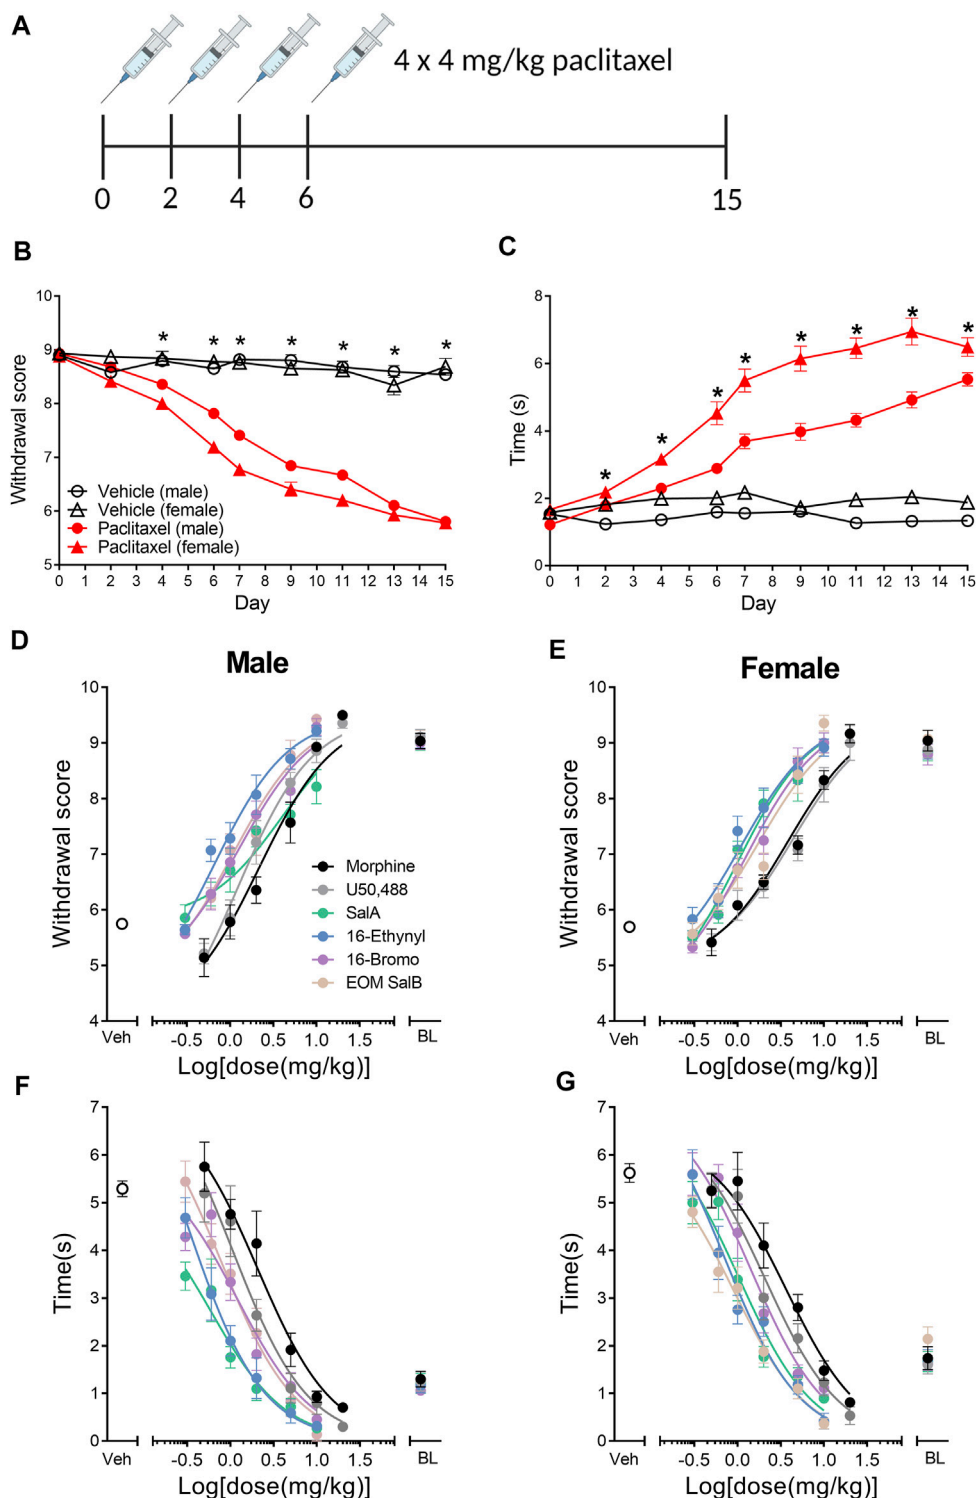 A
4 x 4 mg/kg paclitaxel
0 2 4 6 15
B
10
9
8
7
6
5
Withdrawal score
* * * * * * *
Vehicle (male)
Vehicle (female)
Paclitaxel (male)
Paclitaxel (female)
0 1 2 3 4 5 6 7 8 9 10 11 12 13 14 15
Day
C
8
6
4
2
0
Time (s)
* * * * * * * *
0 1 2 3 4 5 6 7 8 9 10 11 12 13 14 15
Day
D
Male
10
9
8
7
6
5
4
Withdrawal score
Morphine
U50,488
SalA
16-Ethynyl
16-Bromo
EOM SalB
Veh -0.5 0.0 0.5 1.0 1.5 BL
Log[dose(mg/kg)]
E
Female
10
9
8
7
6
5
4
Withdrawal score
Veh -0.5 0.0 0.5 1.0 1.5 BL
Log[dose(mg/kg)]
F
7
6
5
4
3
2
1
0
Time(s)
Veh -0.5 0.0 0.5 1.0 1.5 BL
Log[dose(mg/kg)]
G
7
6
5
4
3
2
1
0
Time(s)
Veh -0.5 0.0 0.5 1.0 1.5 BL
Log[dose(mg/kg)]